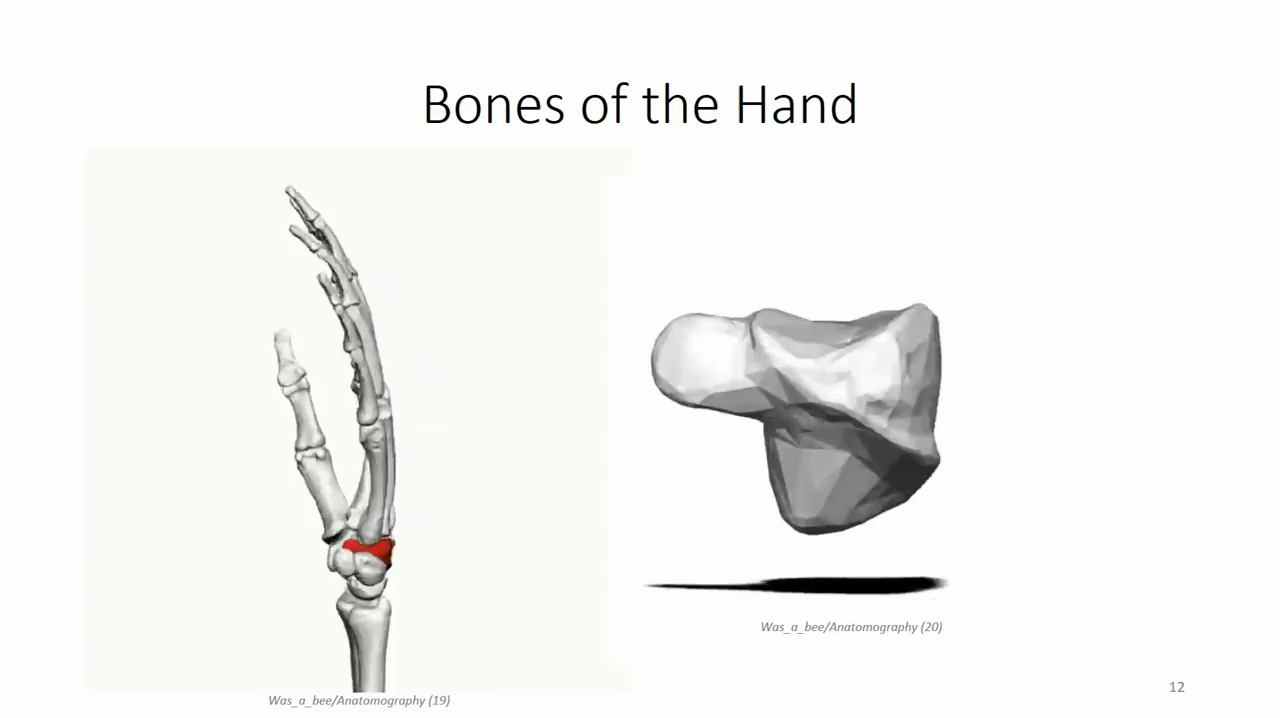 Bones of the Hand
Was_a_bee/Anatomography (20)
12
Was_a_bee/Anatomography (19)